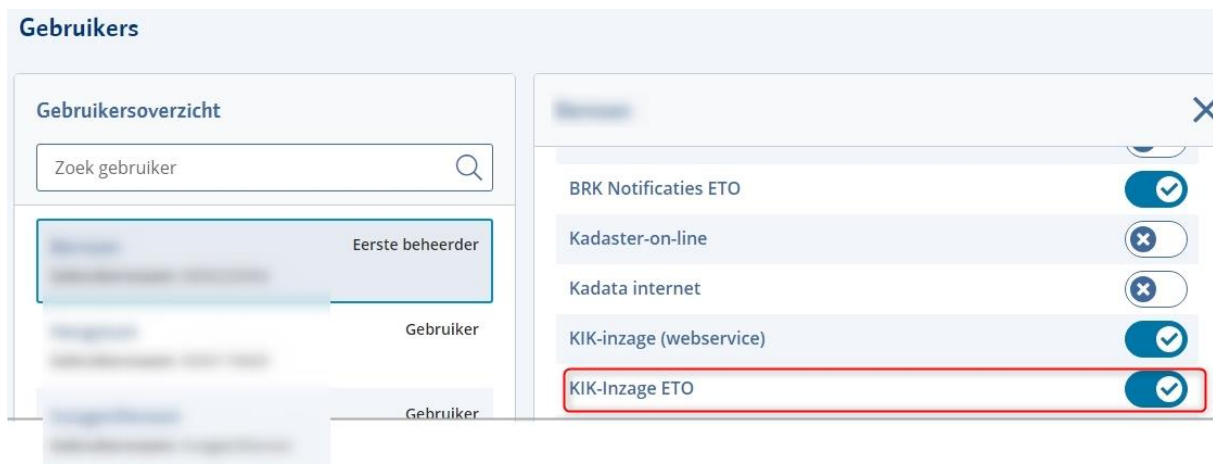 Gebruikers
Gebruikersoverzicht
Zoek gebruiker
Eerste beheerder
Gebruiker
Gebruiker
BRK Notificaties ETO
Kadaster-on-line
Kadata internet
KIK-inzage (webservice)
KIK-Inzage ETO